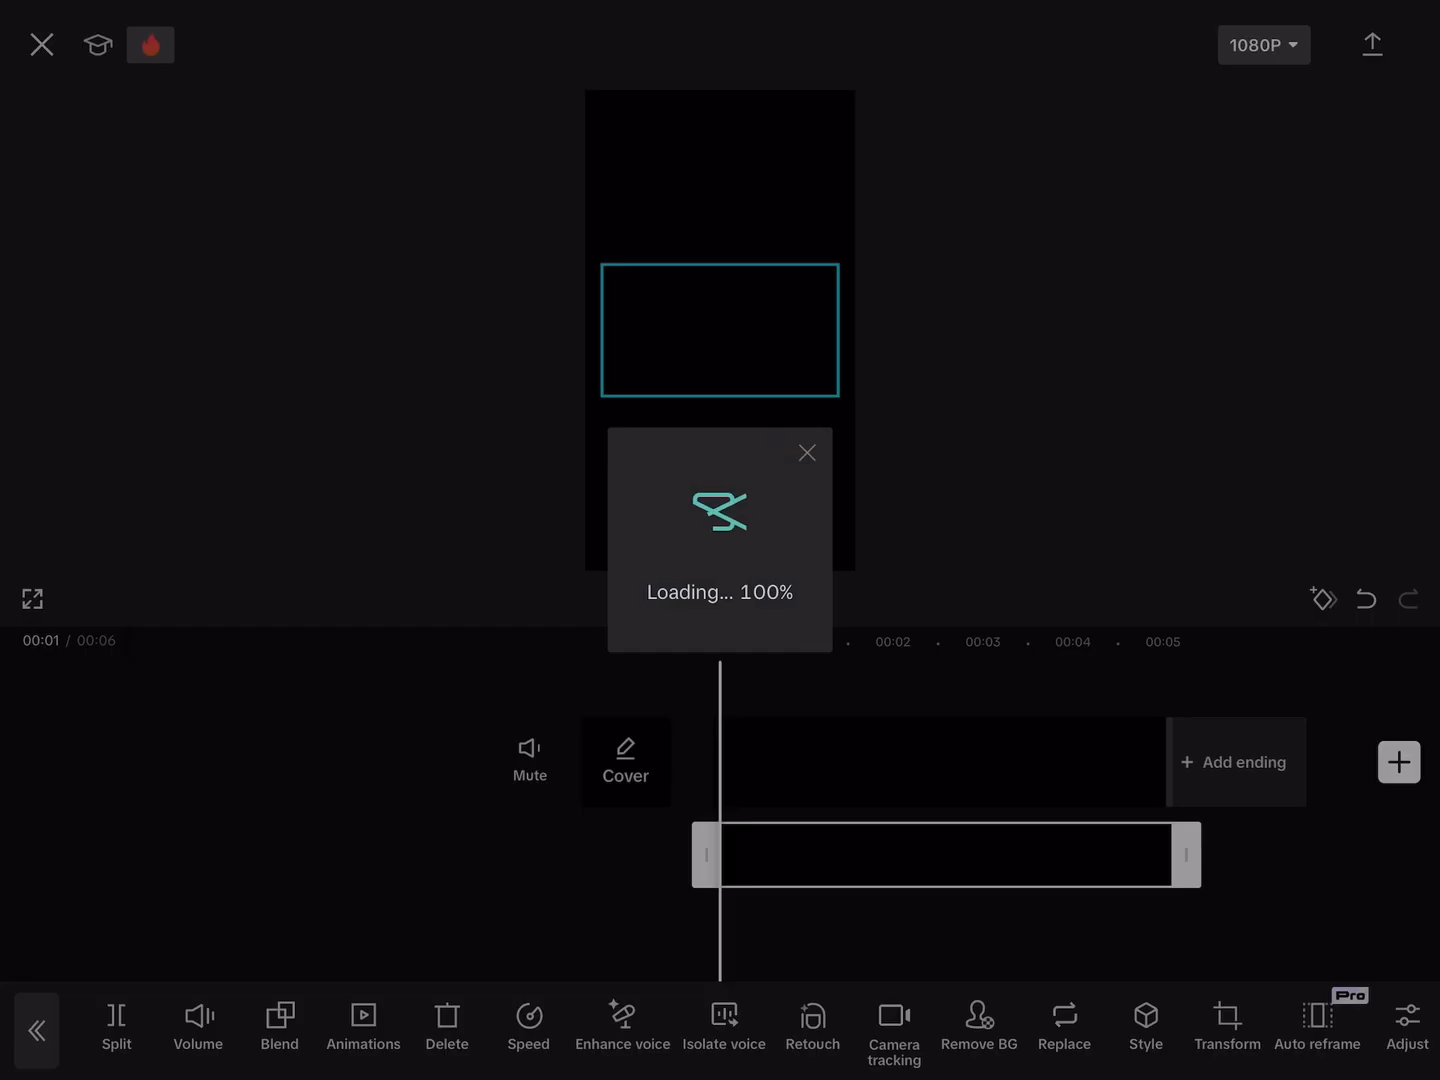 1080P
Loading... 100%
00:01 / 00:06
00:02
00:03
00:04
00:05
Mute
Cover
+ Add ending
Pro
Split
Volume
Blend
Animations
Delete
Speed
Enhance voice
Isolate voice
Retouch
Camera
tracking
Remove BG
Replace
Style
Transform
Auto reframe
Adjust